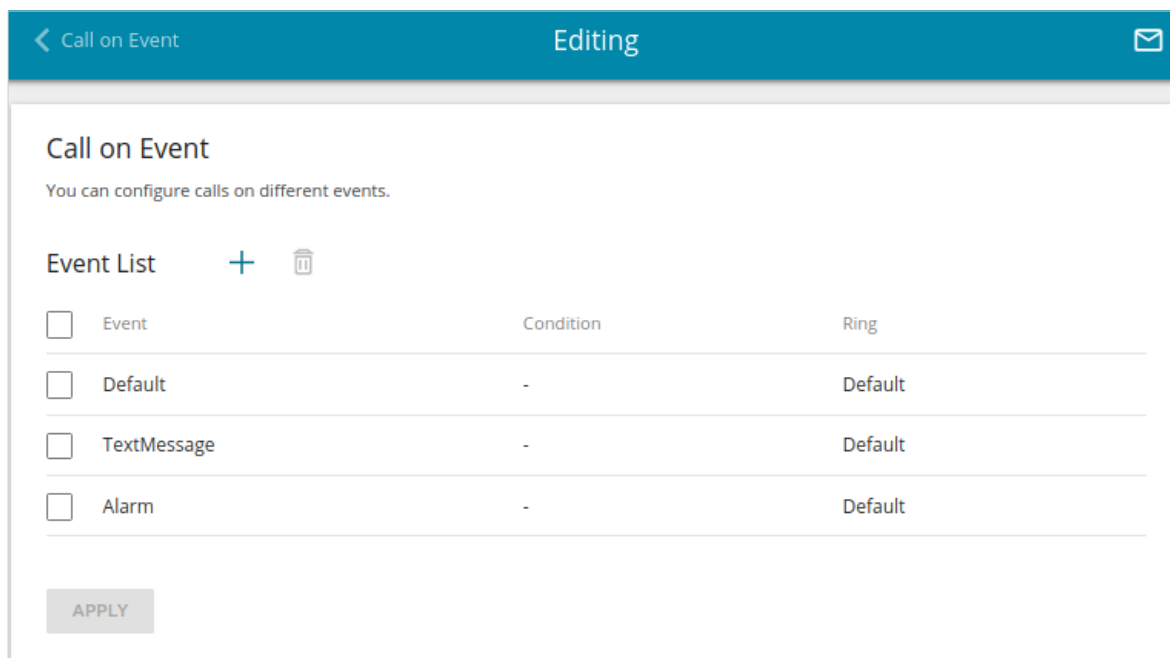 Call on Event Editing
Call on Event
You can configure calls on different events.
Event List
Event Condition Ring
Default - Default
TextMessage - Default
Alarm - Default
APPLY